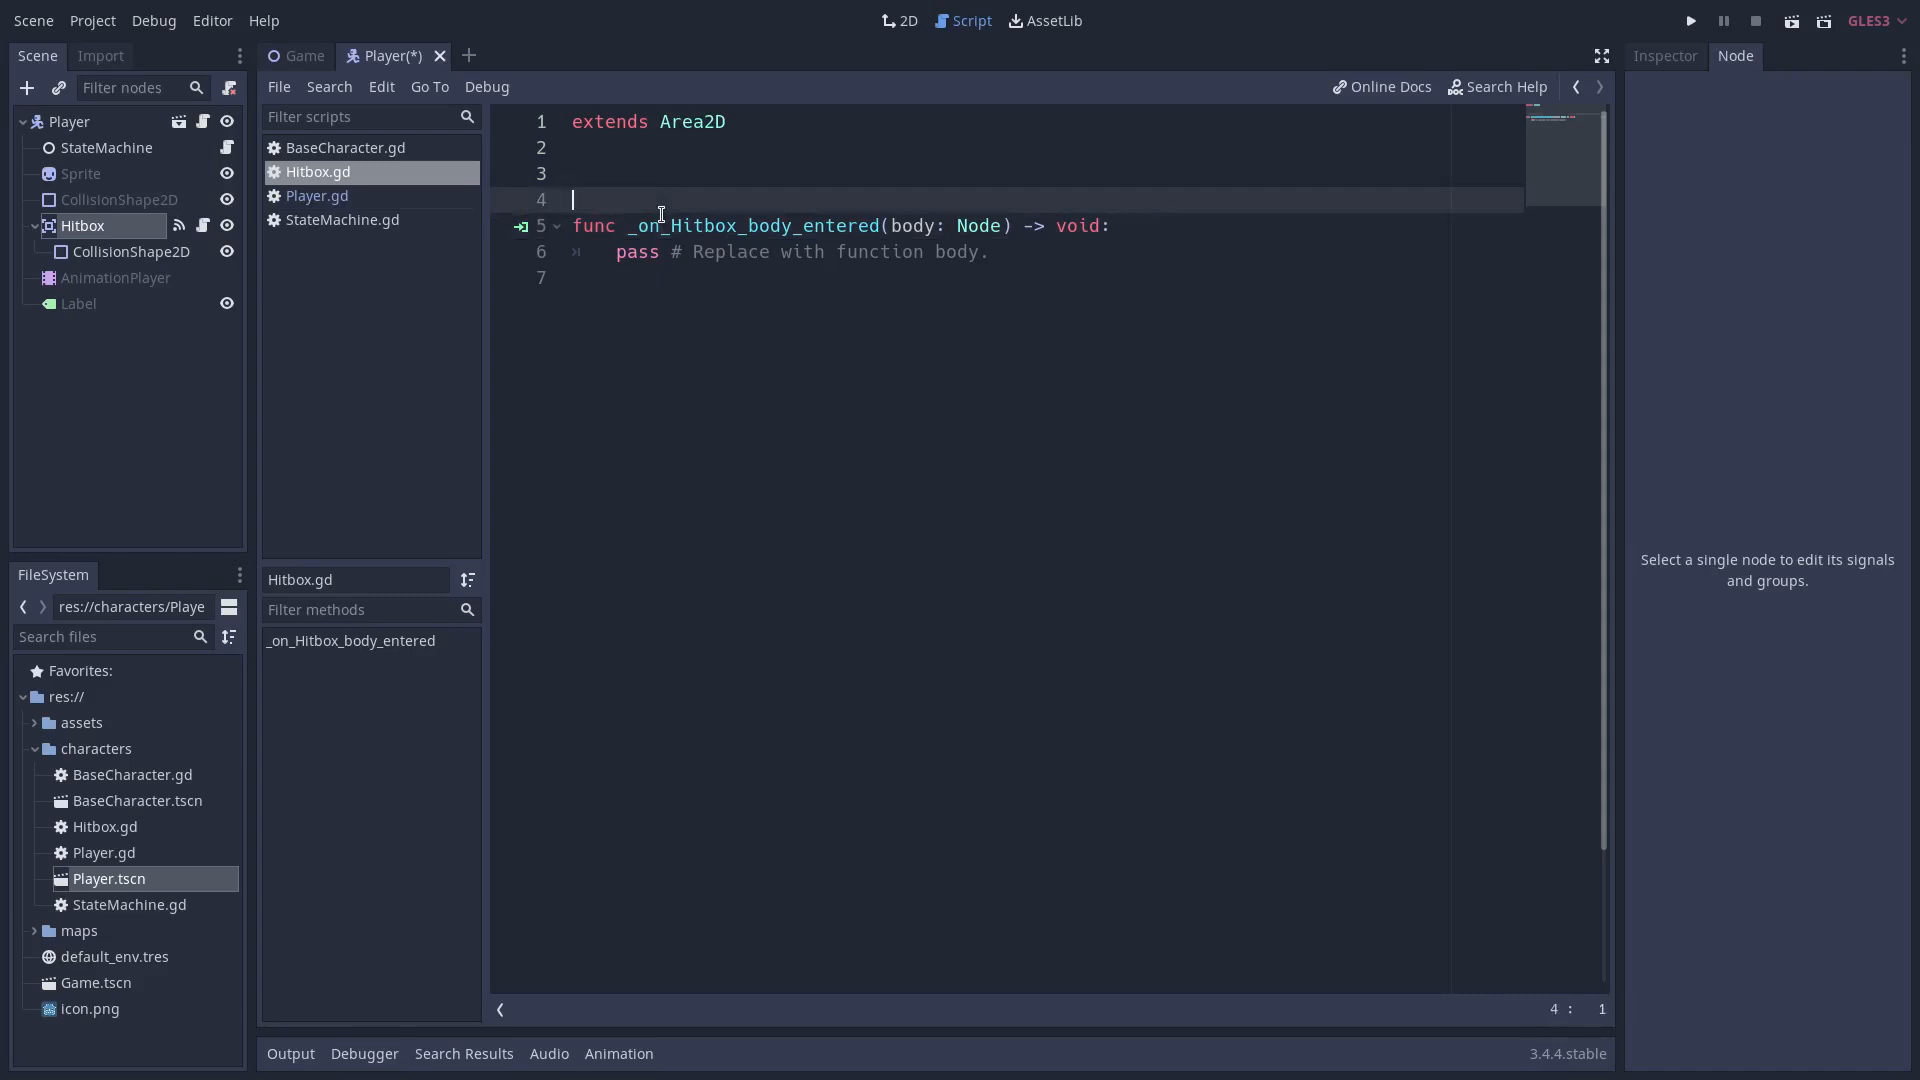 Scene Project Debug Editor Help
2D Script AssetLib
GLES3
Scene Import
Filter nodes
Player
StateMachine
Sprite
CollisionShape2D
Hitbox
CollisionShape2D
AnimationPlayer
Label
FileSystem
res://characters/Playe
Search files
Favorites:
res://
assets
characters
BaseCharacter.gd
BaseCharacter.tscn
Hitbox.gd
Player.gd
Player.tscn
StateMachine.gd
maps
default_env.tres
Game.tscn
icon.png
Game Player(*)
File Search Edit Go To Debug
Online Docs Search Help
Filter scripts
BaseCharacter.gd
Hitbox.gd
Player.gd
StateMachine.gd
Hitbox.gd
Filter methods
_on_Hitbox_body_entered
1 extends Area2D
2
3
4
5 func _on_Hitbox_body_entered(body: Node) -> void:
6 pass # Replace with function body.
7
4 : 1
Output Debugger Search Results Audio Animation
3.4.4.stable
Inspector Node
Select a single node to edit its signals
and groups.